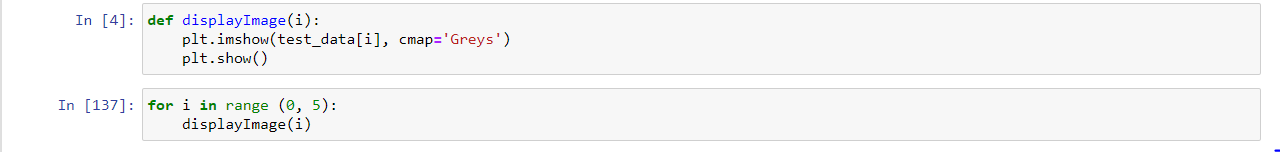 In [4]: def displayImage(i):
    plt.imshow(test_data[i], cmap='Greys')
    plt.show()
In [137]: for i in range (0, 5):
    displayImage(i)